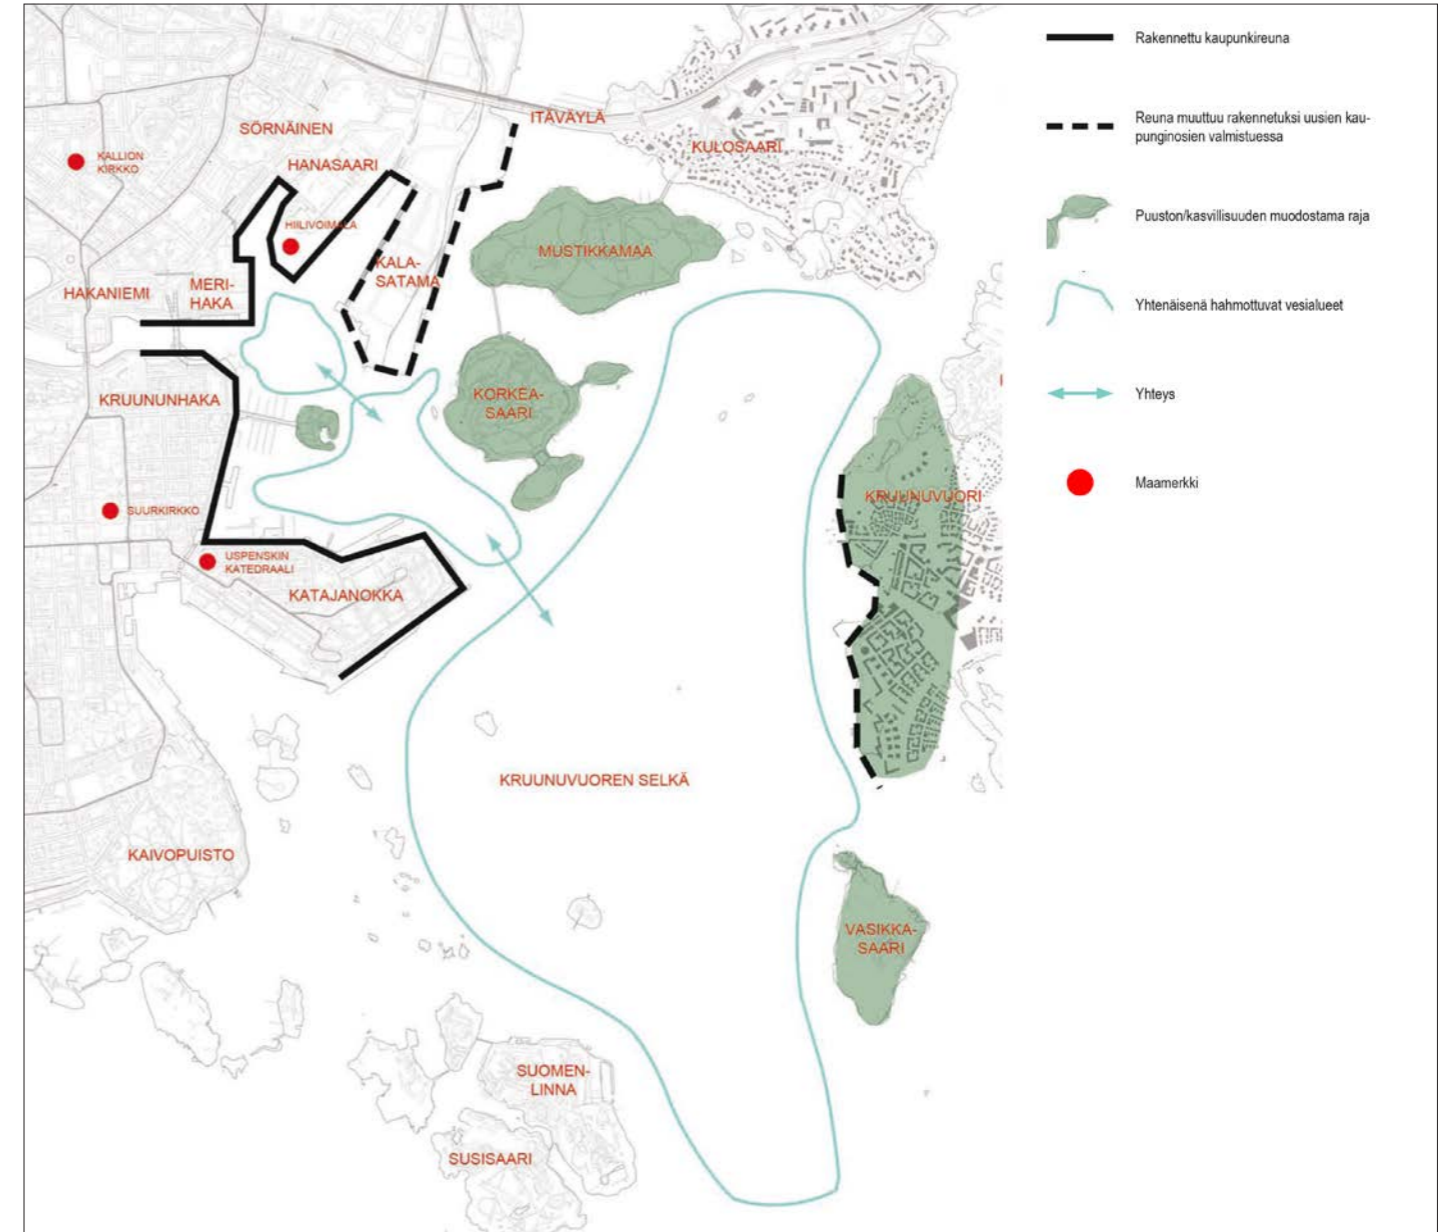 ITÄVÄYLÄ
SÖRNÄINEN
KULOSAARI
KALLION
KIRKKO
HANASAARI
HIILIVOIMALA
MUSTIKKAMAA
KALA-
SATAMA
HAKANIEMI
MERI-
HAKA
KRUUNUNHAKA
KORKEA-
SAARI
KRUUNUVUORI
SUURKIRKKO
USPENSKIN
KATEDRAALI
KATAJANOKKA
KRUUNUVUOREN SELKÄ
KAIVOPUISTO
VASIKKA-
SAARI
SUOMEN-
LINNA
SUSISAARI
Rakennettu kaupunkireuna
Reuna muuttuu rakennetuksi uusien kau-
punginosien valmistuessa
Puuston/kasvillisuuden muodostama raja
Yhtenäisenä hahmottuvat vesialueet
Yhteys
Maamerkki